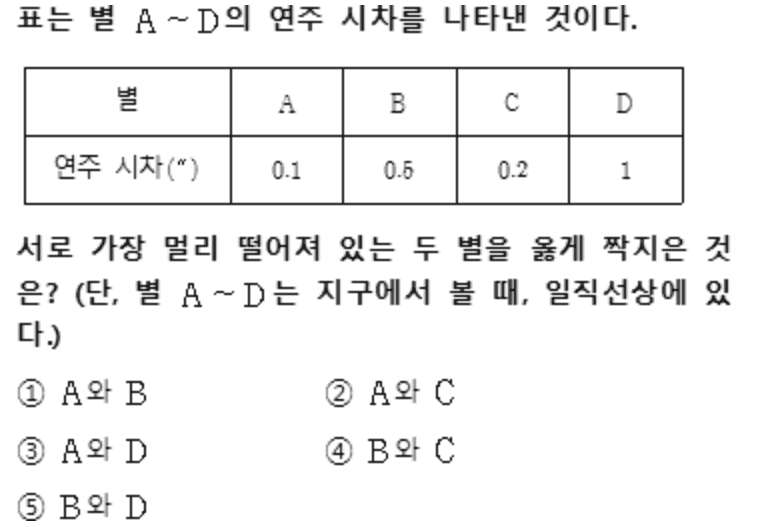 표는 별 A ~ D의 연주 시차를 나타낸 것이다.
별 A B C D
연주 시차(″) 0.1 0.5 0.2 1
서로 가장 멀리 떨어져 있는 두 별을 옳게 짝지은 것
은? (단, 별 A ~ D는 지구에서 볼 때, 일직선상에 있
다.)
① A와 B ② A와 C
③ A와 D ④ B와 C
⑤ B와 D